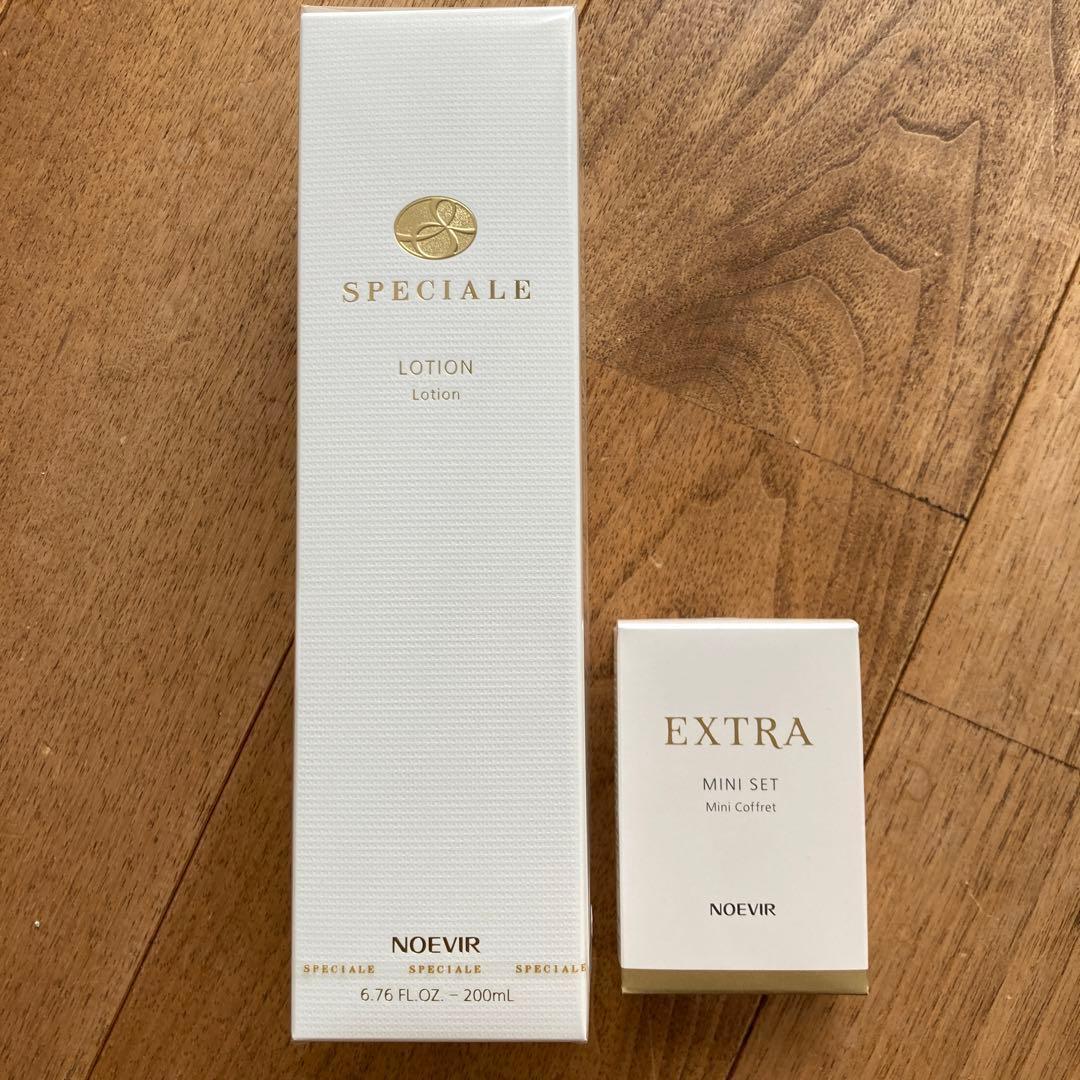 SPECIALE
LOTION
Lotion
NOEVIR
SPECIALE SPECIALE SPECIALE
6.76 FL.OZ. – 200mL
EXTRA
MINI SET
Mini Coffret
NOEVIR